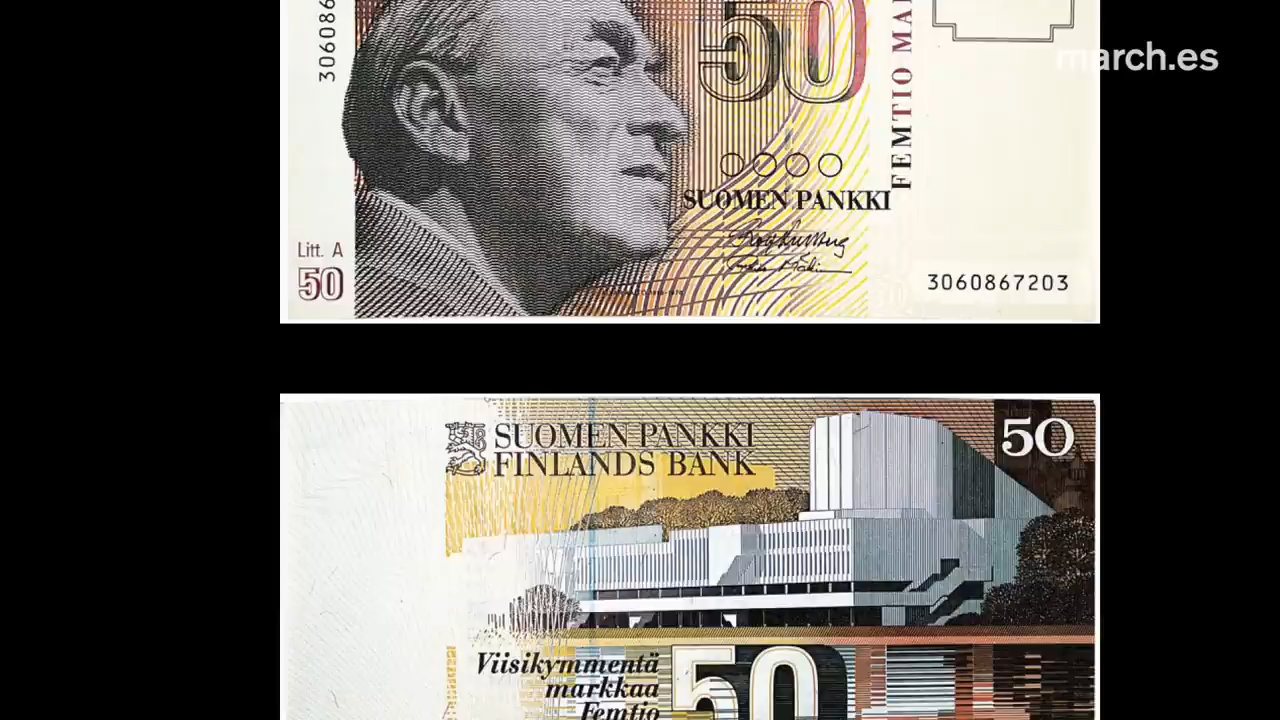 march.es
30608
50
FEMTIO MA
SUOMEN PANKKI
Litt. A
50
3060867203
SUOMEN PANKKI
FINLANDS BANK
50
Viisikymmentä
markkaa
Femtio
50